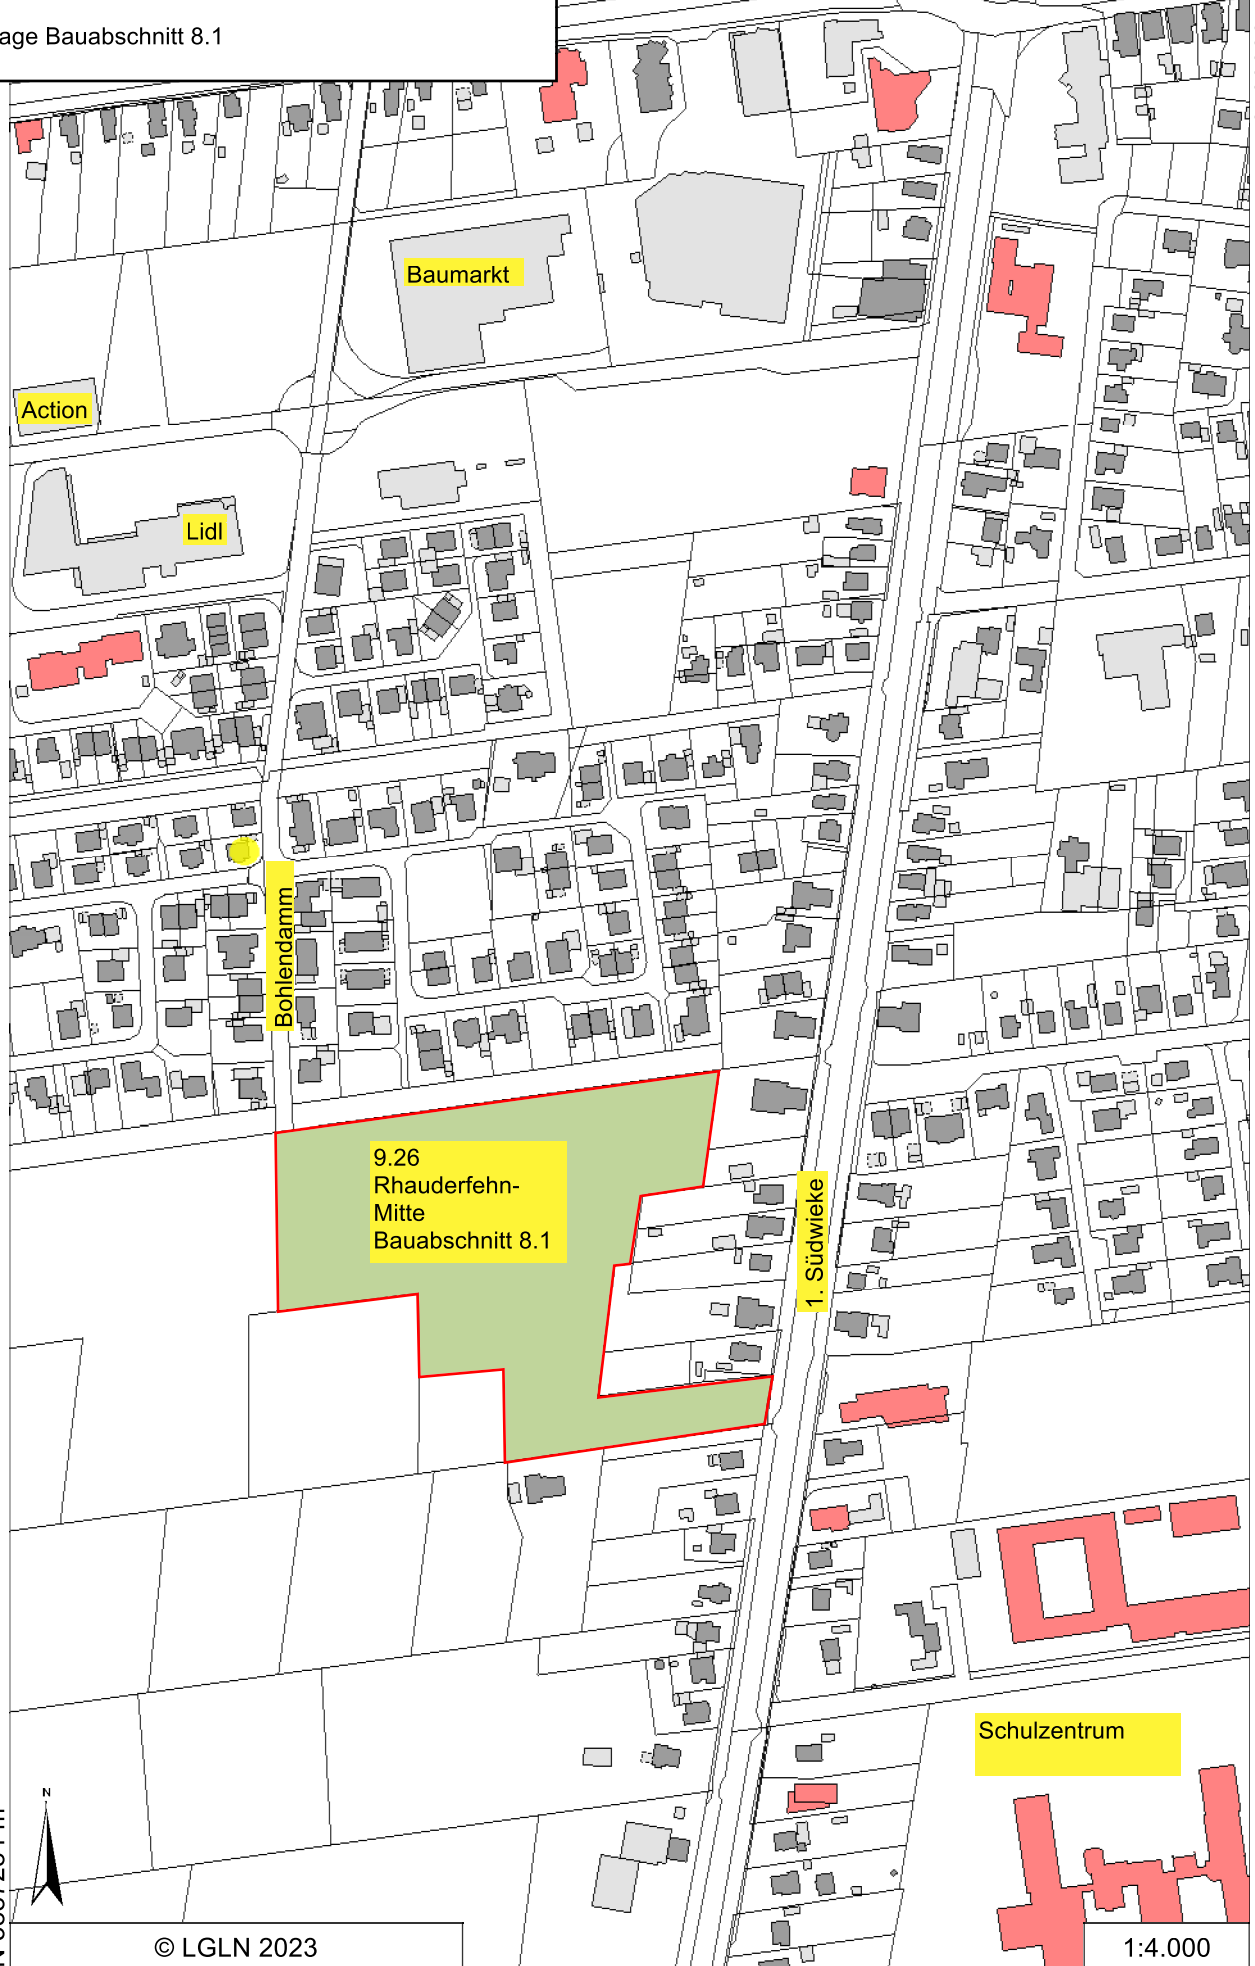 age Bauabschnitt 8.1
Baumarkt
Action
Lidl
Bohlendamm
9.26
Rhauderfehn-
Mitte
Bauabschnitt 8.1
1. Südwieke
Schulzentrum
N
© LGLN 2023
1:4.000